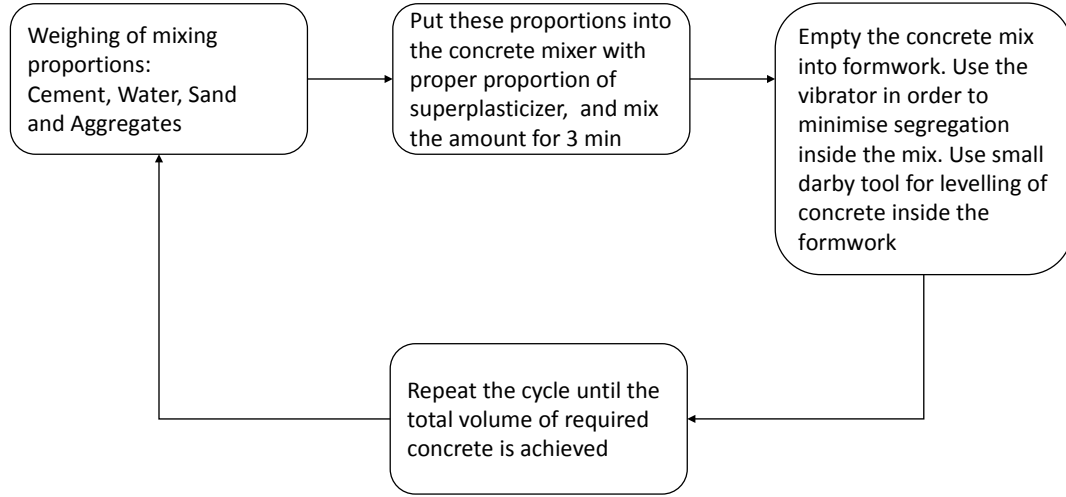 Weighing of mixing
proportions:
Cement, Water, Sand
and Aggregates
Put these proportions into
the concrete mixer with
proper proportion of
superplasticizer, and mix
the amount for 3 min
Empty the concrete mix
into formwork. Use the
vibrator in order to
minimise segregation
inside the mix. Use small
darby tool for levelling of
concrete inside the
formwork
Repeat the cycle until the
total volume of required
concrete is achieved